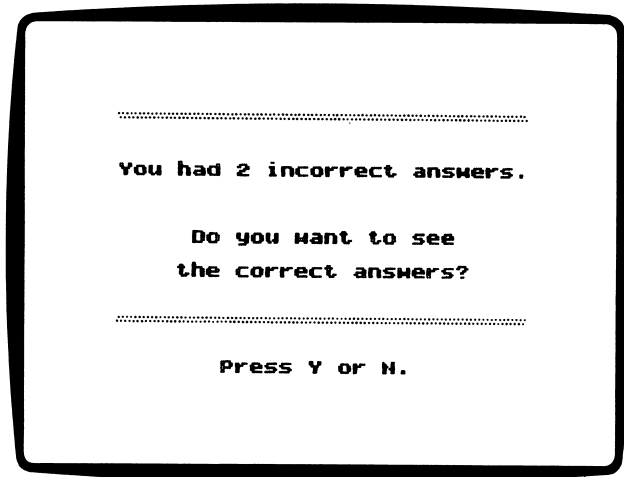 You had 2 incorrect answers.
Do you want to see
the correct answers?
Press Y or N.